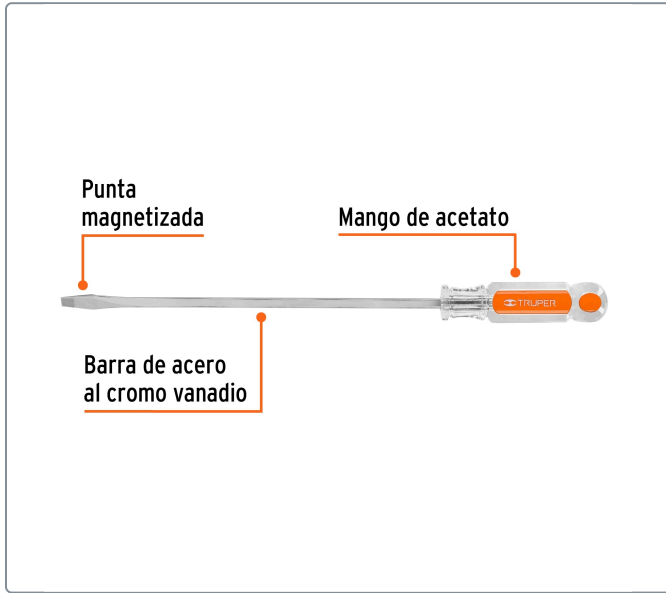 Punta
magnetizada
Mango de acetato
TRUPER
Barra de acero
al cromo vanadio